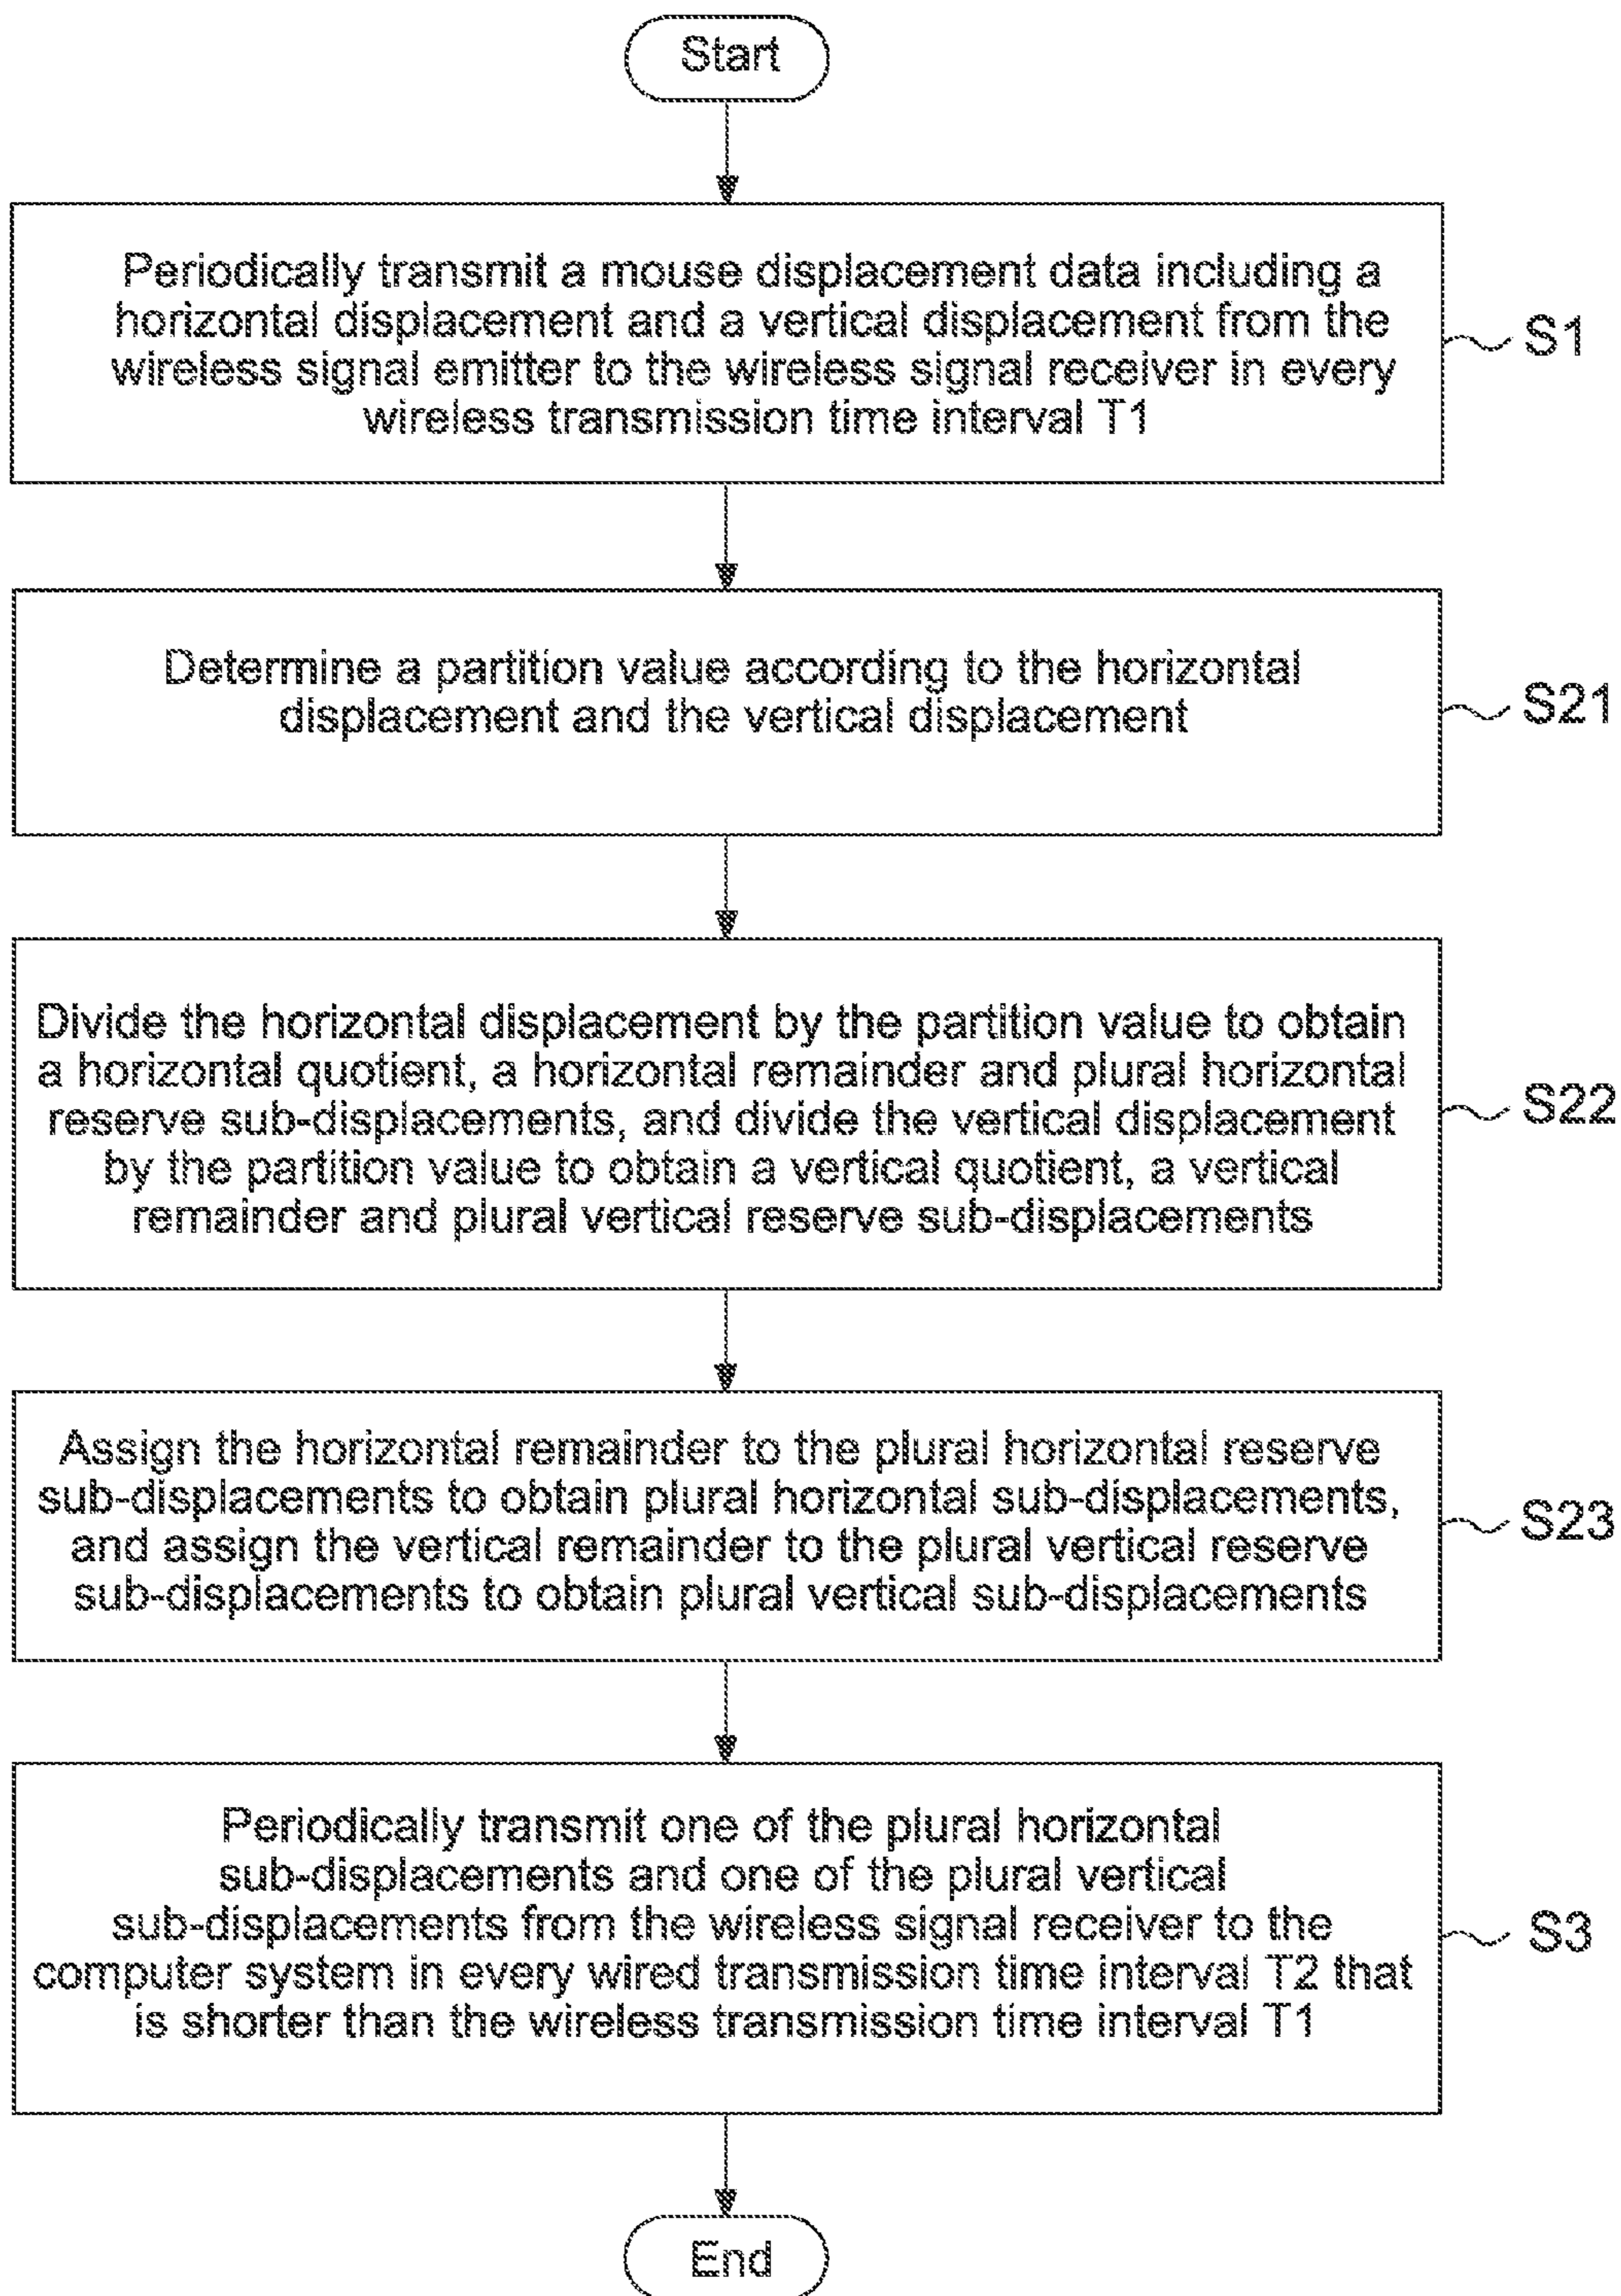 Start
Periodically transmit a mouse displacement data including a
horizontal displacement and a vertical displacement from the
wireless signal emitter to the wireless signal receiver in every
wireless transmission time interval T1
S1
Determine a partition value according to the horizontal
displacement and the vertical displacement
S21
Divide the horizontal displacement by the partition value to obtain
a horizontal quotient, a horizontal remainder and plural horizontal
reserve sub-displacements, and divide the vertical displacement
by the partition value to obtain a vertical quotient, a vertical
remainder and plural vertical reserve sub-displacements
S22
Assign the horizontal remainder to the plural horizontal reserve
sub-displacements to obtain plural horizontal sub-displacements,
and assign the vertical remainder to the plural vertical reserve
sub-displacements to obtain plural vertical sub-displacements
S23
Periodically transmit one of the plural horizontal
sub-displacements and one of the plural vertical
sub-displacements from the wireless signal receiver to the
computer system in every wired transmission time interval T2 that
is shorter than the wireless transmission time interval T1
S3
End